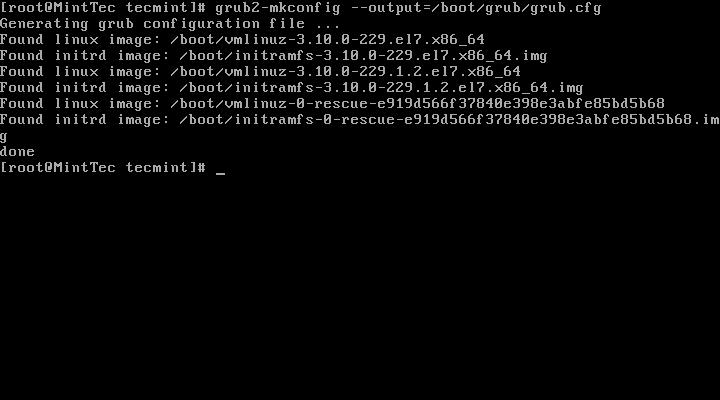 [root@MintTec tecmint]# grub2-mkconfig --output=/boot/grub/grub.cfg
Generating grub configuration file ...
Found linux image: /boot/vmlinuz-3.10.0-229.el7.x86_64
Found initrd image: /boot/initramfs-3.10.0-229.el7.x86_64.img
Found linux image: /boot/vmlinuz-3.10.0-229.1.2.el7.x86_64
Found initrd image: /boot/initramfs-3.10.0-229.1.2.el7.x86_64.img
Found linux image: /boot/vmlinuz-0-rescue-e919d566f37840e398e3abfe85bd5b68
Found initrd image: /boot/initramfs-0-rescue-e919d566f37840e398e3abfe85bd5b68.im
g
done
[root@MintTec tecmint]# _